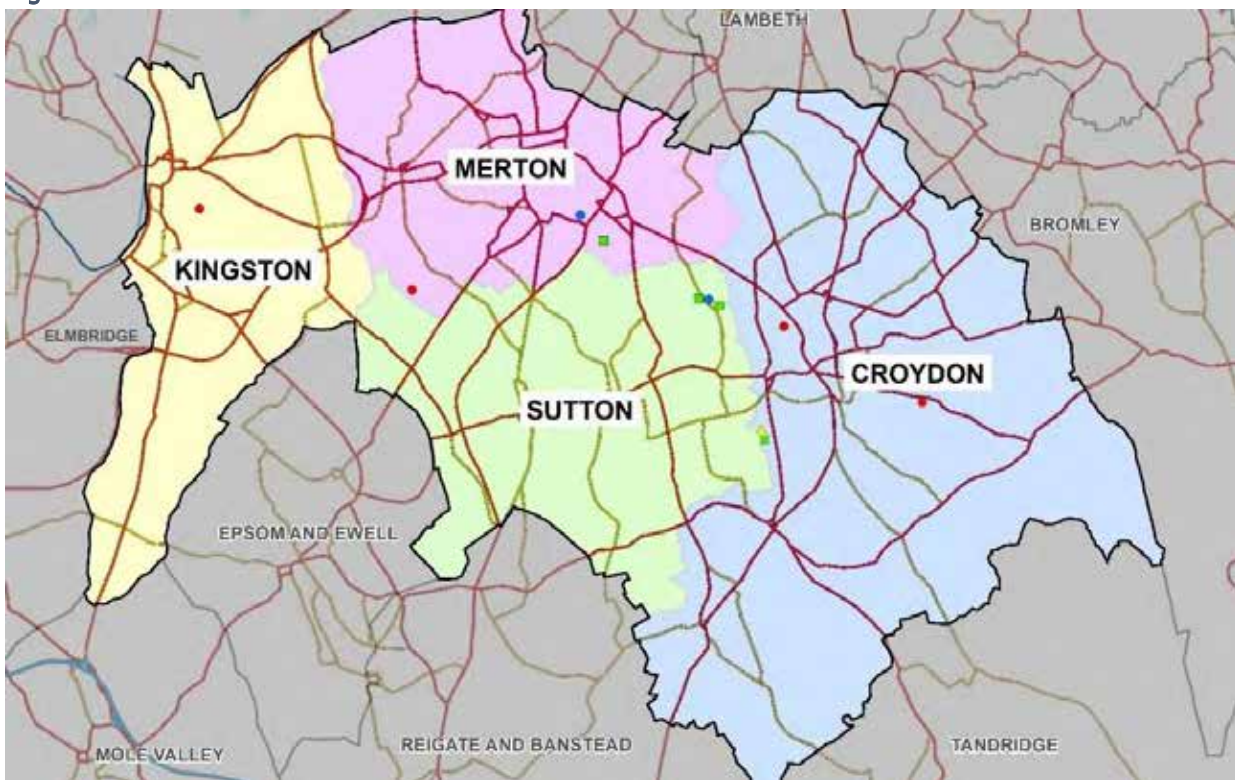 LAMBETH
MERTON
BROMLEY
KINGSTON
ELMBRIDGE
CROYDON
SUTTON
EPSOM AND EWELL
REIGATE AND BANSTEAD
TANDRIDGE
MOLE VALLEY